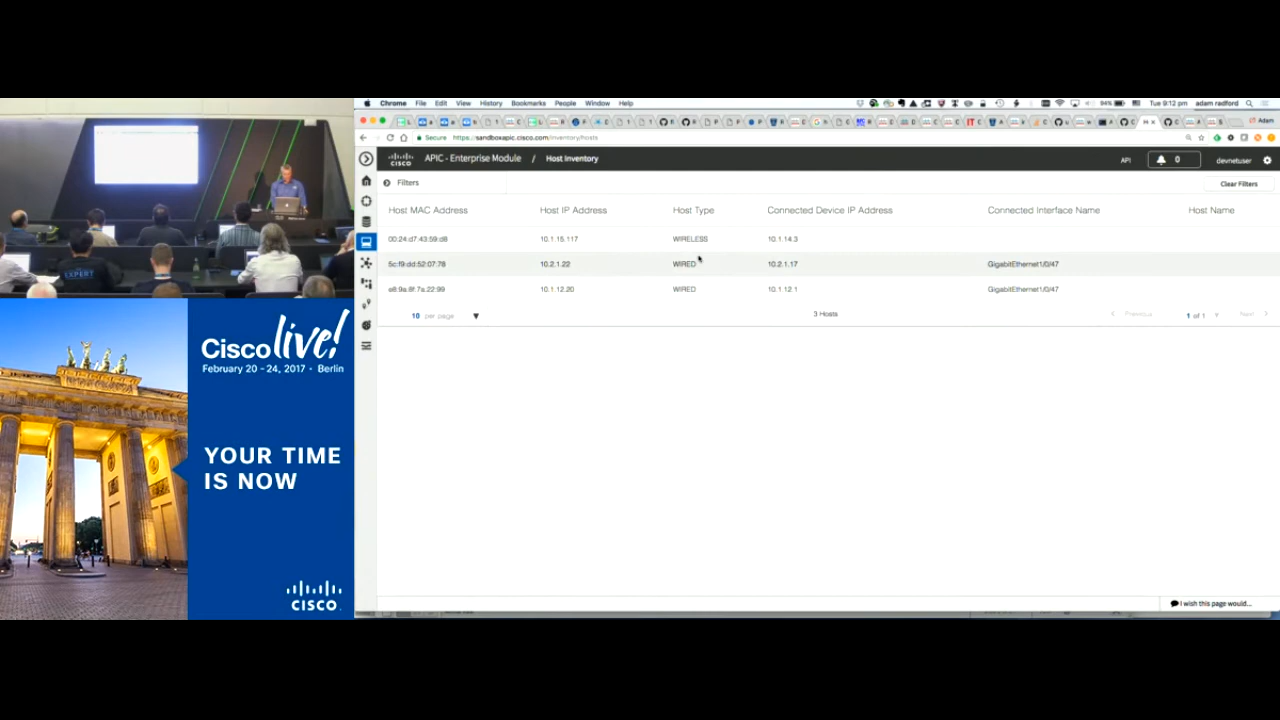 Chrome File Edit View History Bookmarks People Window Help
94% Tue 9:12 pm adam radford
Adam
Secure https://sandboxapic.cisco.com/inventory/hosts
CISCO APIC - Enterprise Module / Host Inventory
API 0 devnetuser
Filters Clear Filters
Host MAC Address Host IP Address Host Type Connected Device IP Address Connected Interface Name Host Name
00:24:d7:43:59:d8 10.1.15.117 WIRELESS 10.1.14.3
5c:f9:dd:52:07:78 10.2.1.22 WIRED 10.2.1.17 GigabitEthernet1/0/47
e8:9a:8f:7a:22:99 10.1.12.20 WIRED 10.1.12.1 GigabitEthernet1/0/47
10 per page 3 Hosts Previous 1 of 1 Next
I wish this page would...
EXPERT
Cisco live!
February 20 - 24, 2017 • Berlin
YOUR TIME
IS NOW
CISCO